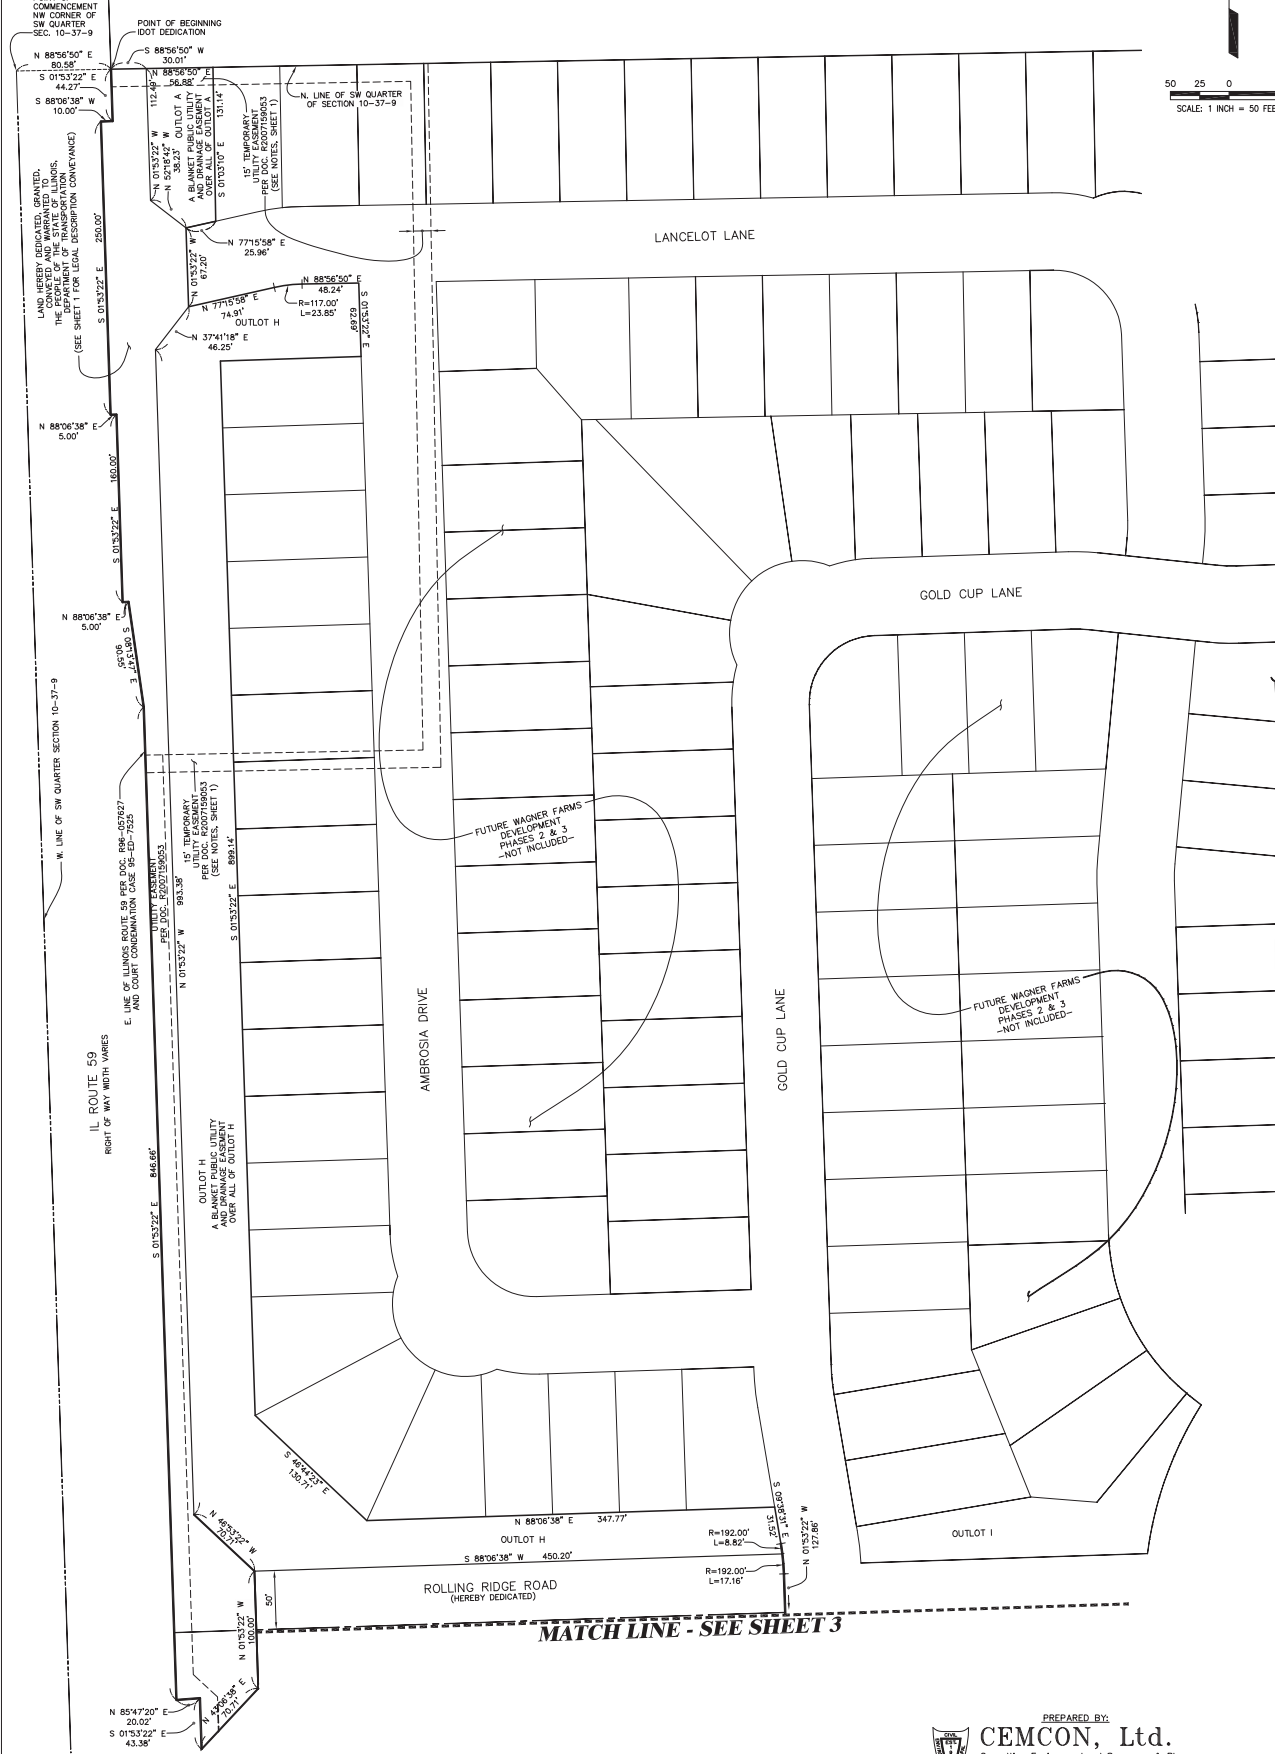 COMMENCEMENT
NW CORNER OF
SW QUARTER
SEC. 10-37-9
POINT OF BEGINNING
IDOT DEDICATION
N 88°56'50" E
80.58'
S 88°56'50" W
30.01'
S 01°53'22" E
44.27'
S 88°06'38" W
10.00'
N 88°56'50" E
56.88'
112.49'
N 01°53'22" W
N 52°18'42" W
38.23'
OUTLOT A
A BLANKET PUBLIC UTILITY
AND DRAINAGE EASEMENT
OVER ALL OF OUTLOT A
131.14'
S 01°03'10" E
15' TEMPORARY
UTILITY EASEMENT
PER DOC. R2007159053
(SEE NOTES, SHEET 1)
N. LINE OF SW QUARTER
OF SECTION 10-37-9
50 25 0
SCALE: 1 INCH = 50 FEE
LAND HEREBY DEDICATED, GRANTED,
CONVEYED AND WARRANTED TO
THE PEOPLE OF THE STATE OF ILLINOIS,
DEPARTMENT OF TRANSPORTATION
(SEE SHEET 1 FOR LEGAL DESCRIPTION CONVEYANCE)
250.00'
S 01°53'22" E
LANCELOT LANE
N 77°15'58" E
25.96'
N 01°53'22" W
67.20'
N 77°15'58" E
74.91'
N 88°56'50" E
48.24'
R=117.00'
L=23.85'
S 01°53'22" E
62.69'
OUTLOT H
N 37°41'18" E
46.25'
N 88°06'38" E
5.00'
160.00'
S 01°53'22" E
N 88°06'38" E
5.00'
S 08°13'47" E
90.55'
GOLD CUP LANE
W. LINE OF SW QUARTER SECTION 10-37-9
E. LINE OF ILLINOIS ROUTE 59 PER DOC. R96-057627
AND COURT CONDEMNATION CASE 95-ED-7525
UTILITY EASEMENT
PER DOC. R2007159053
15' TEMPORARY
UTILITY EASEMENT
PER DOC. R2007159053
(SEE NOTES, SHEET 1)
N 01°53'22" W 993.38'
S 01°53'22" E 899.14'
FUTURE WAGNER FARMS
DEVELOPMENT
PHASES 2 & 3
-NOT INCLUDED-
FUTURE WAGNER FARMS
DEVELOPMENT
PHASES 2 & 3
-NOT INCLUDED-
AMBROSIA DRIVE
GOLD CUP LANE
IL ROUTE 59
RIGHT OF WAY WIDTH VARIES
S 01°53'22" E 846.66'
OUTLOT H
A BLANKET PUBLIC UTILITY
AND DRAINAGE EASEMENT
OVER ALL OF OUTLOT H
S 46°44'23" E
130.71'
N 46°53'22" W
70.71'
N 88°06'38" E 347.77'
OUTLOT H
S 88°06'38" W 450.20'
S 09°38'31" E
31.52'
R=192.00'
L=8.82'
R=192.00'
L=17.16'
N 01°53'22" W
127.86'
OUTLOT I
ROLLING RIDGE ROAD
(HEREBY DEDICATED)
50'
N 01°53'22" W
100.00'
MATCH LINE - SEE SHEET 3
N 43°06'38" E
70.71'
N 85°47'20" E
20.02'
S 01°53'22" E
43.38'
PREPARED BY:
CEMCON, Ltd.
CIVIL
EST.